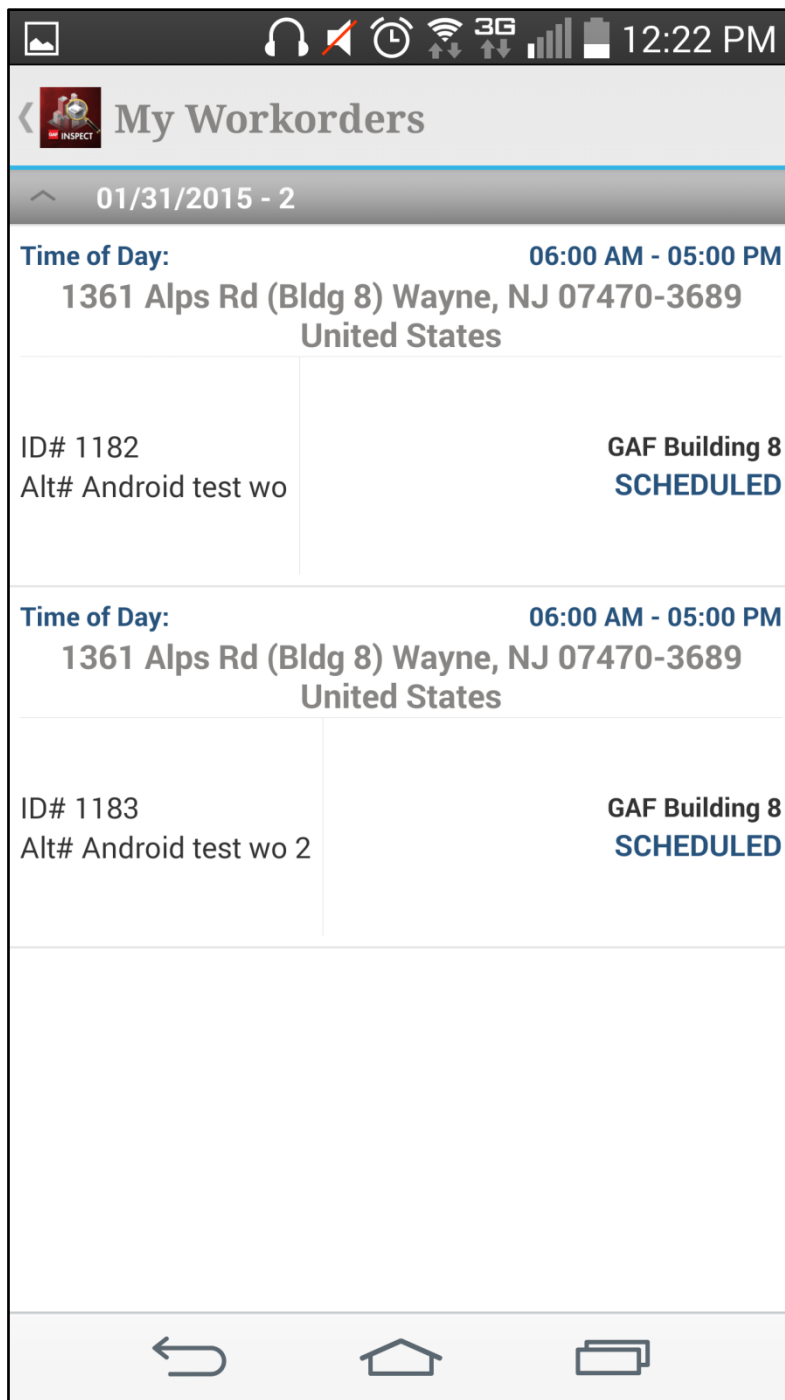 3G 12:22 PM
GAF INSPECT
My Workorders
01/31/2015 - 2
Time of Day: 06:00 AM - 05:00 PM
1361 Alps Rd (Bldg 8) Wayne, NJ 07470-3689
United States
ID# 1182 GAF Building 8
Alt# Android test wo SCHEDULED
Time of Day: 06:00 AM - 05:00 PM
1361 Alps Rd (Bldg 8) Wayne, NJ 07470-3689
United States
ID# 1183 GAF Building 8
Alt# Android test wo 2 SCHEDULED